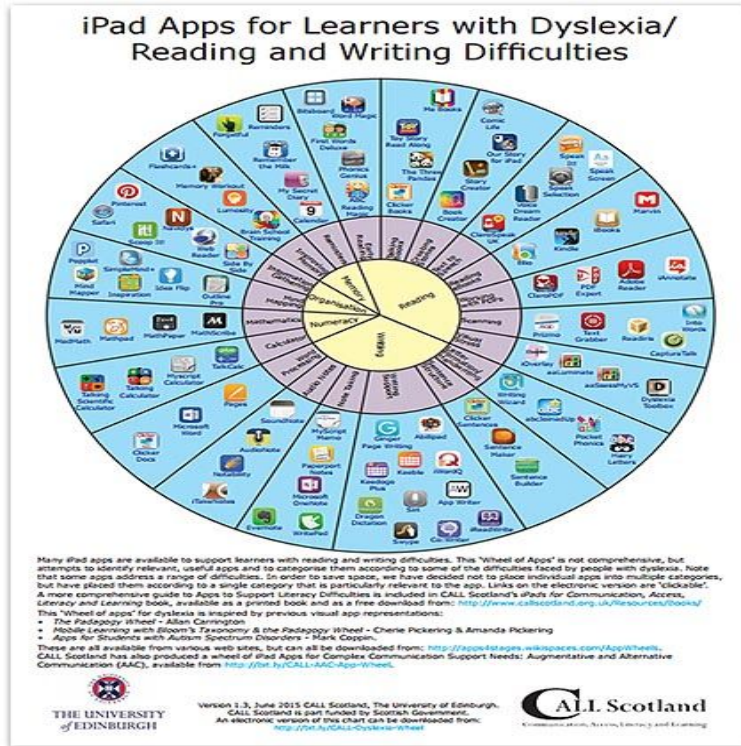 iPad Apps for Learners with Dyslexia/
Reading and Writing Difficulties
Bitsboard
Word Magic
First Words
Deluxe
Phonics
Genius
ABC
Reading
Magic
Me Books
Toy Story
Read Along
The Three
Pandas
Clicker
Books
Comic
Life
Our Story
for iPad
Story
Creator
Book
Creator
Speak
It!
Speak
Screen
Speak
Selection
Voice
Dream
Reader
ClaroSpeak
UK
Marvin
iBooks
Kindle
iAnnotate
Adobe
Reader
PDF
Expert
ClaroPDF
Into
Words
CaptureTalk
Readiris
Text
Grabber
Prizmo
Dyslexia
Toolbox
iOverlay
Hairy
Letters
Pocket
Phonics
abcJoinedUp
Writing
Wizard
Sentence
Builder
Sentence
Maker
Clicker
Sentences
Ginger
Page Writing
Abilipad
Keedogo
Plus
Keeble
iWordQ
Dragon
Dictation
Siri
App Writer
Swype
Co:Writer
iReadWrite
MyScript
Memo
Paperport
Notes
Microsoft
OneNote
Evernote
WritePad
SoundNote
AudioNote
Notability
iTimeNotes
Pages
Microsoft
Word
Clicker
Docs
TalkCalc
Myscript
Calculator
Talking
Calculator
Talking
Scientific
Calculator
MathScribe
MathPaper
Mathpad
ModMath
Popplet
SimpleMind+
Mind
Mapper
Inspiration
Idea Flip
Outline
Pro
Pinterest
Safari
Scoop It!
Navidys
Web
Reader
Side By
Side
Flashcards+
Memory Workout
Lumosity
Brain School
Training
Forgetful
Reminders
Remember
the Milk
My Secret
Diary
9
Calendar
Reading
Writing
Numeracy
Organisation
Memory
Many iPad apps are available to support learners with reading and writing difficulties. This 'Wheel of Apps' is not comprehensive, but
attempts to identify relevant, useful apps and to categorise them according to some of the difficulties faced by people with dyslexia. Note
that some apps address a range of difficulties. In order to save space, we have decided not to place individual apps into multiple categories,
but have placed them according to a single category that is particularly relevant to the app. Links on the electronic version are 'clickable'.
A more comprehensive guide to Apps to Support Literacy Difficulties is included in CALL Scotland's iPads for Communication, Access,
Literacy and Learning book, available as a printed book and as a free download from: http://www.callscotland.org.uk/Resources/Books/
This "Wheel of apps" for dyslexia is inspired by previous visual app representations:
• The Padagogy Wheel - Allan Carrington
• Mobile Learning with Bloom's Taxonomy & the Padagogy Wheel - Cherie Pickering & Amanda Pickering
• Apps for Students with Autism Spectrum Disorders - Mark Coppin.
These are all available from various web sites, but can all be downloaded from: http://apps4stages.wikispaces.com/AppWheels.
CALL Scotland has also produced a wheel of iPad Apps for Complex Communication Support Needs: Augmentative and Alternative
Communication (AAC), available from http://bit.ly/CALL-AAC-App-Wheel.
THE UNIVERSITY
of EDINBURGH
Version 1.3, June 2015 CALL Scotland, The University of Edinburgh.
CALL Scotland is part funded by Scottish Government.
An electronic version of this chart can be downloaded from:
http://bit.ly/CALL-Dyslexia-Wheel
CALL Scotland
Communication, Access, Literacy and Learning